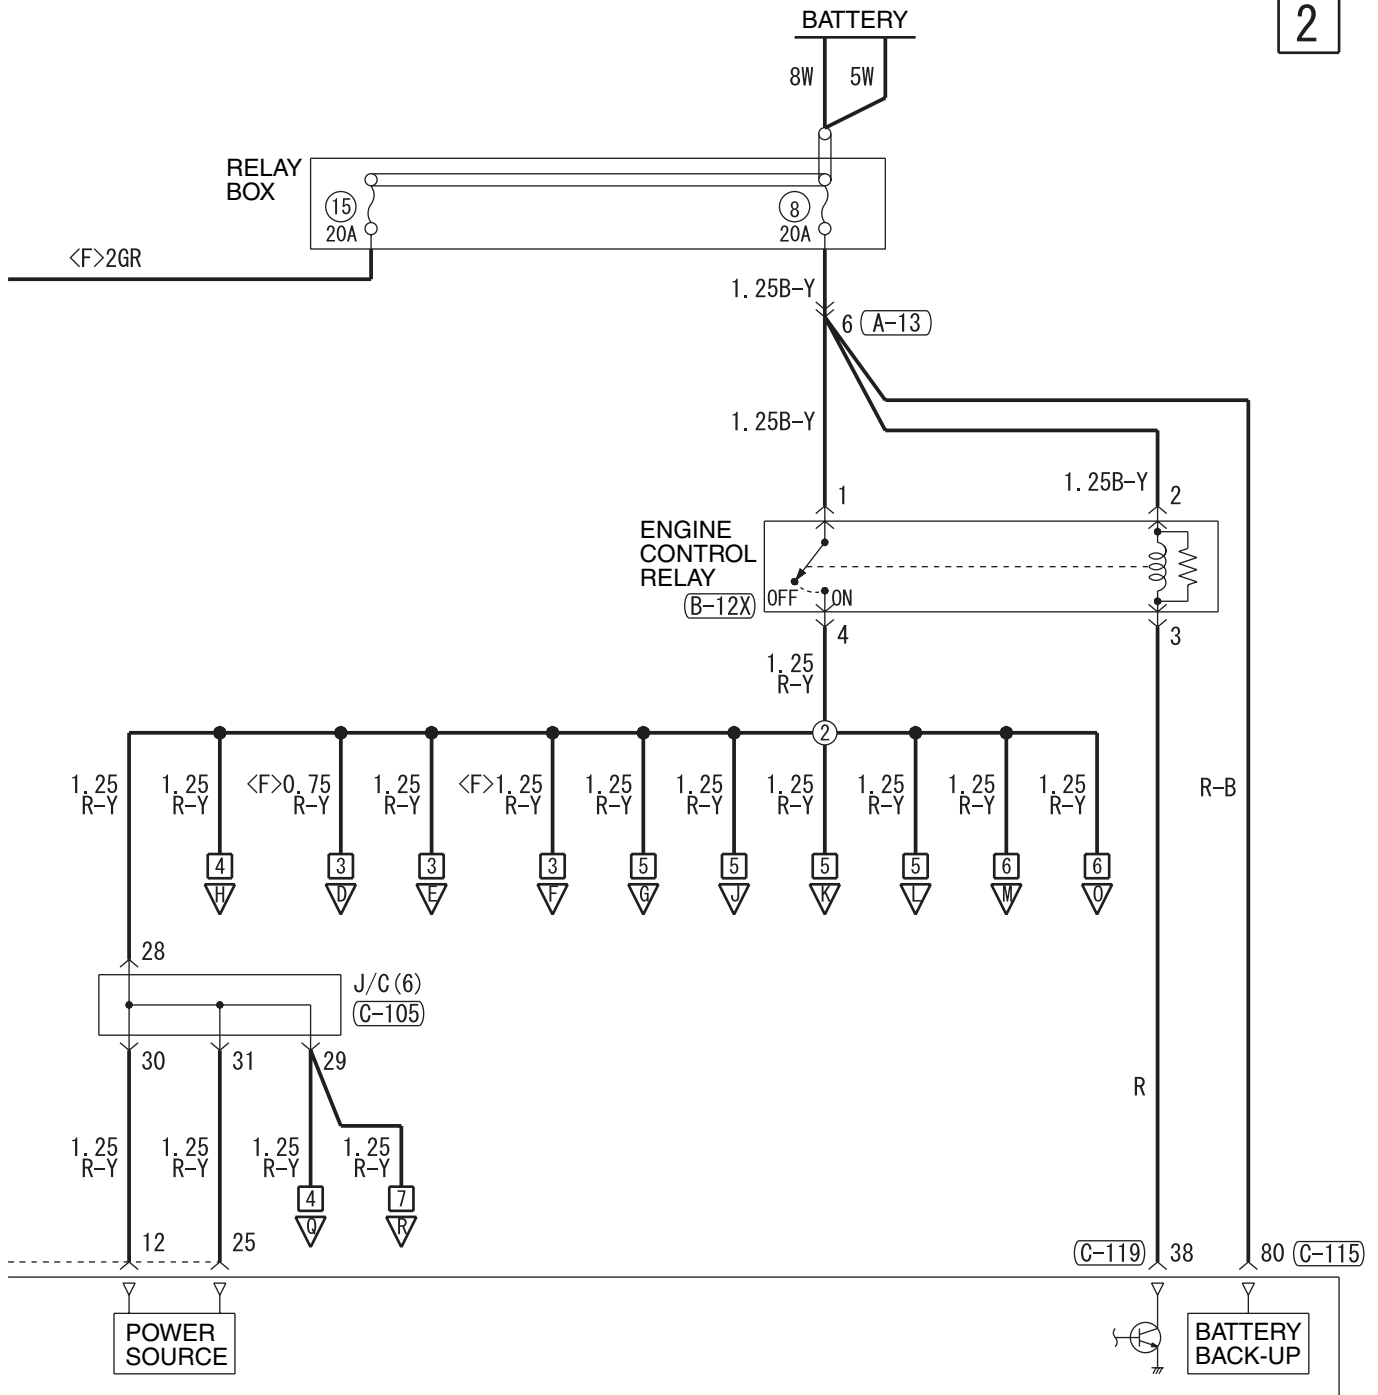 2
BATTERY
8W 5W
RELAY
BOX
15
20A
8
20A
<F>2GR
1.25B-Y
6 A-13
1.25B-Y
1.25B-Y
1 2
ENGINE
CONTROL
RELAY
B-12X
OFF ON
4 3
1.25
R-Y
2
1.25
R-Y
1.25
R-Y
<F>0.75
R-Y
1.25
R-Y
<F>1.25
R-Y
1.25
R-Y
1.25
R-Y
1.25
R-Y
1.25
R-Y
1.25
R-Y
1.25
R-Y
R-B
4 3 3 3 5 5 5 5 6 6
H D E F G J K L M O
28
J/C(6)
C-105
30 31 29
R
1.25
R-Y
1.25
R-Y
1.25
R-Y
1.25
R-Y
4 7
Q R
12 25
C-119 38 80 C-115
POWER
SOURCE
BATTERY
BACK-UP